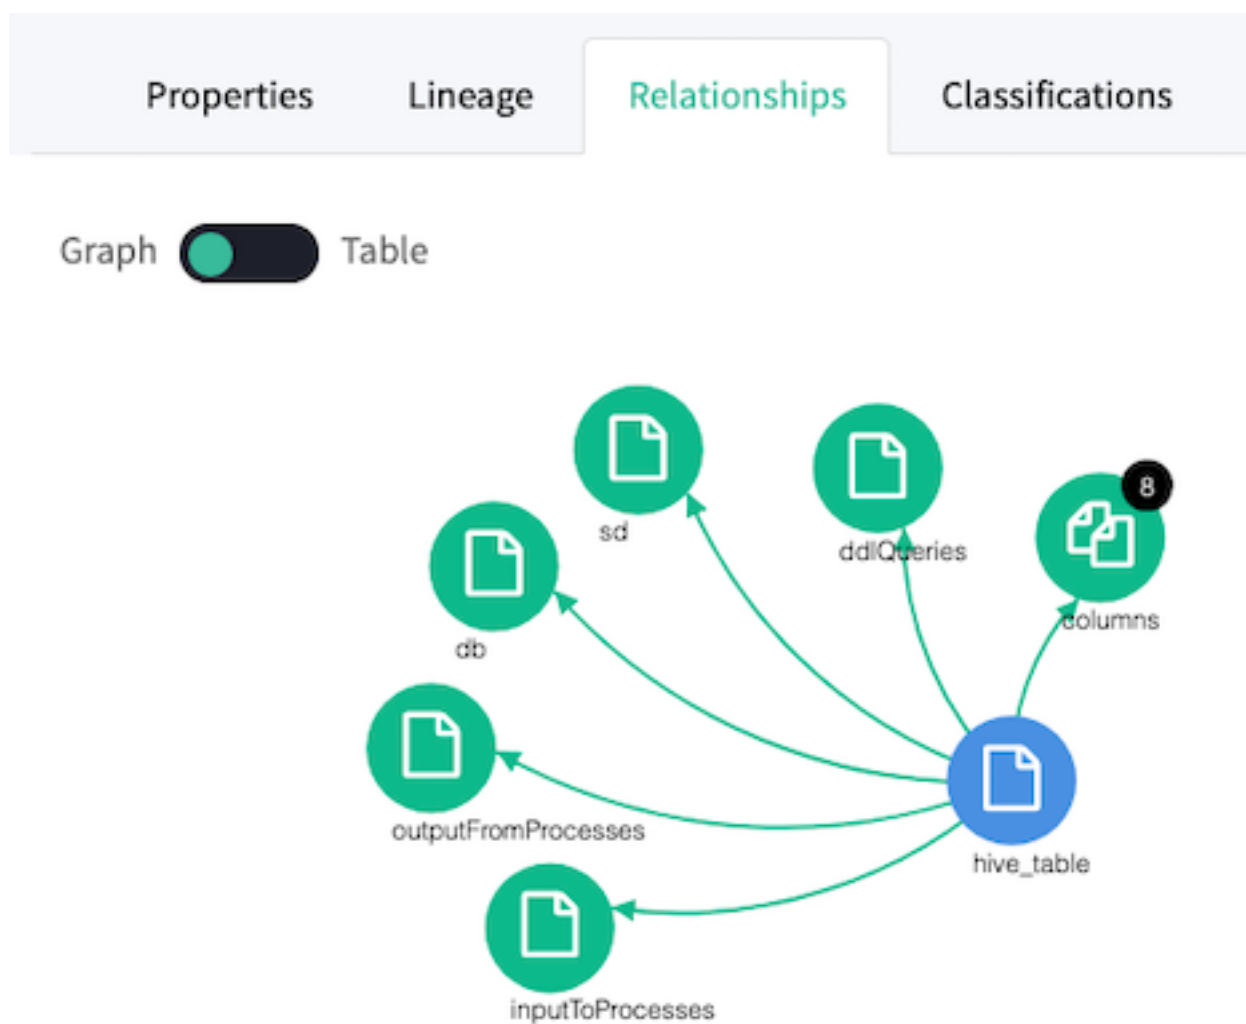 Properties Lineage Relationships Classifications
Graph Table
8
sd
ddlQueries
columns
db
outputFromProcesses
hive_table
inputToProcesses